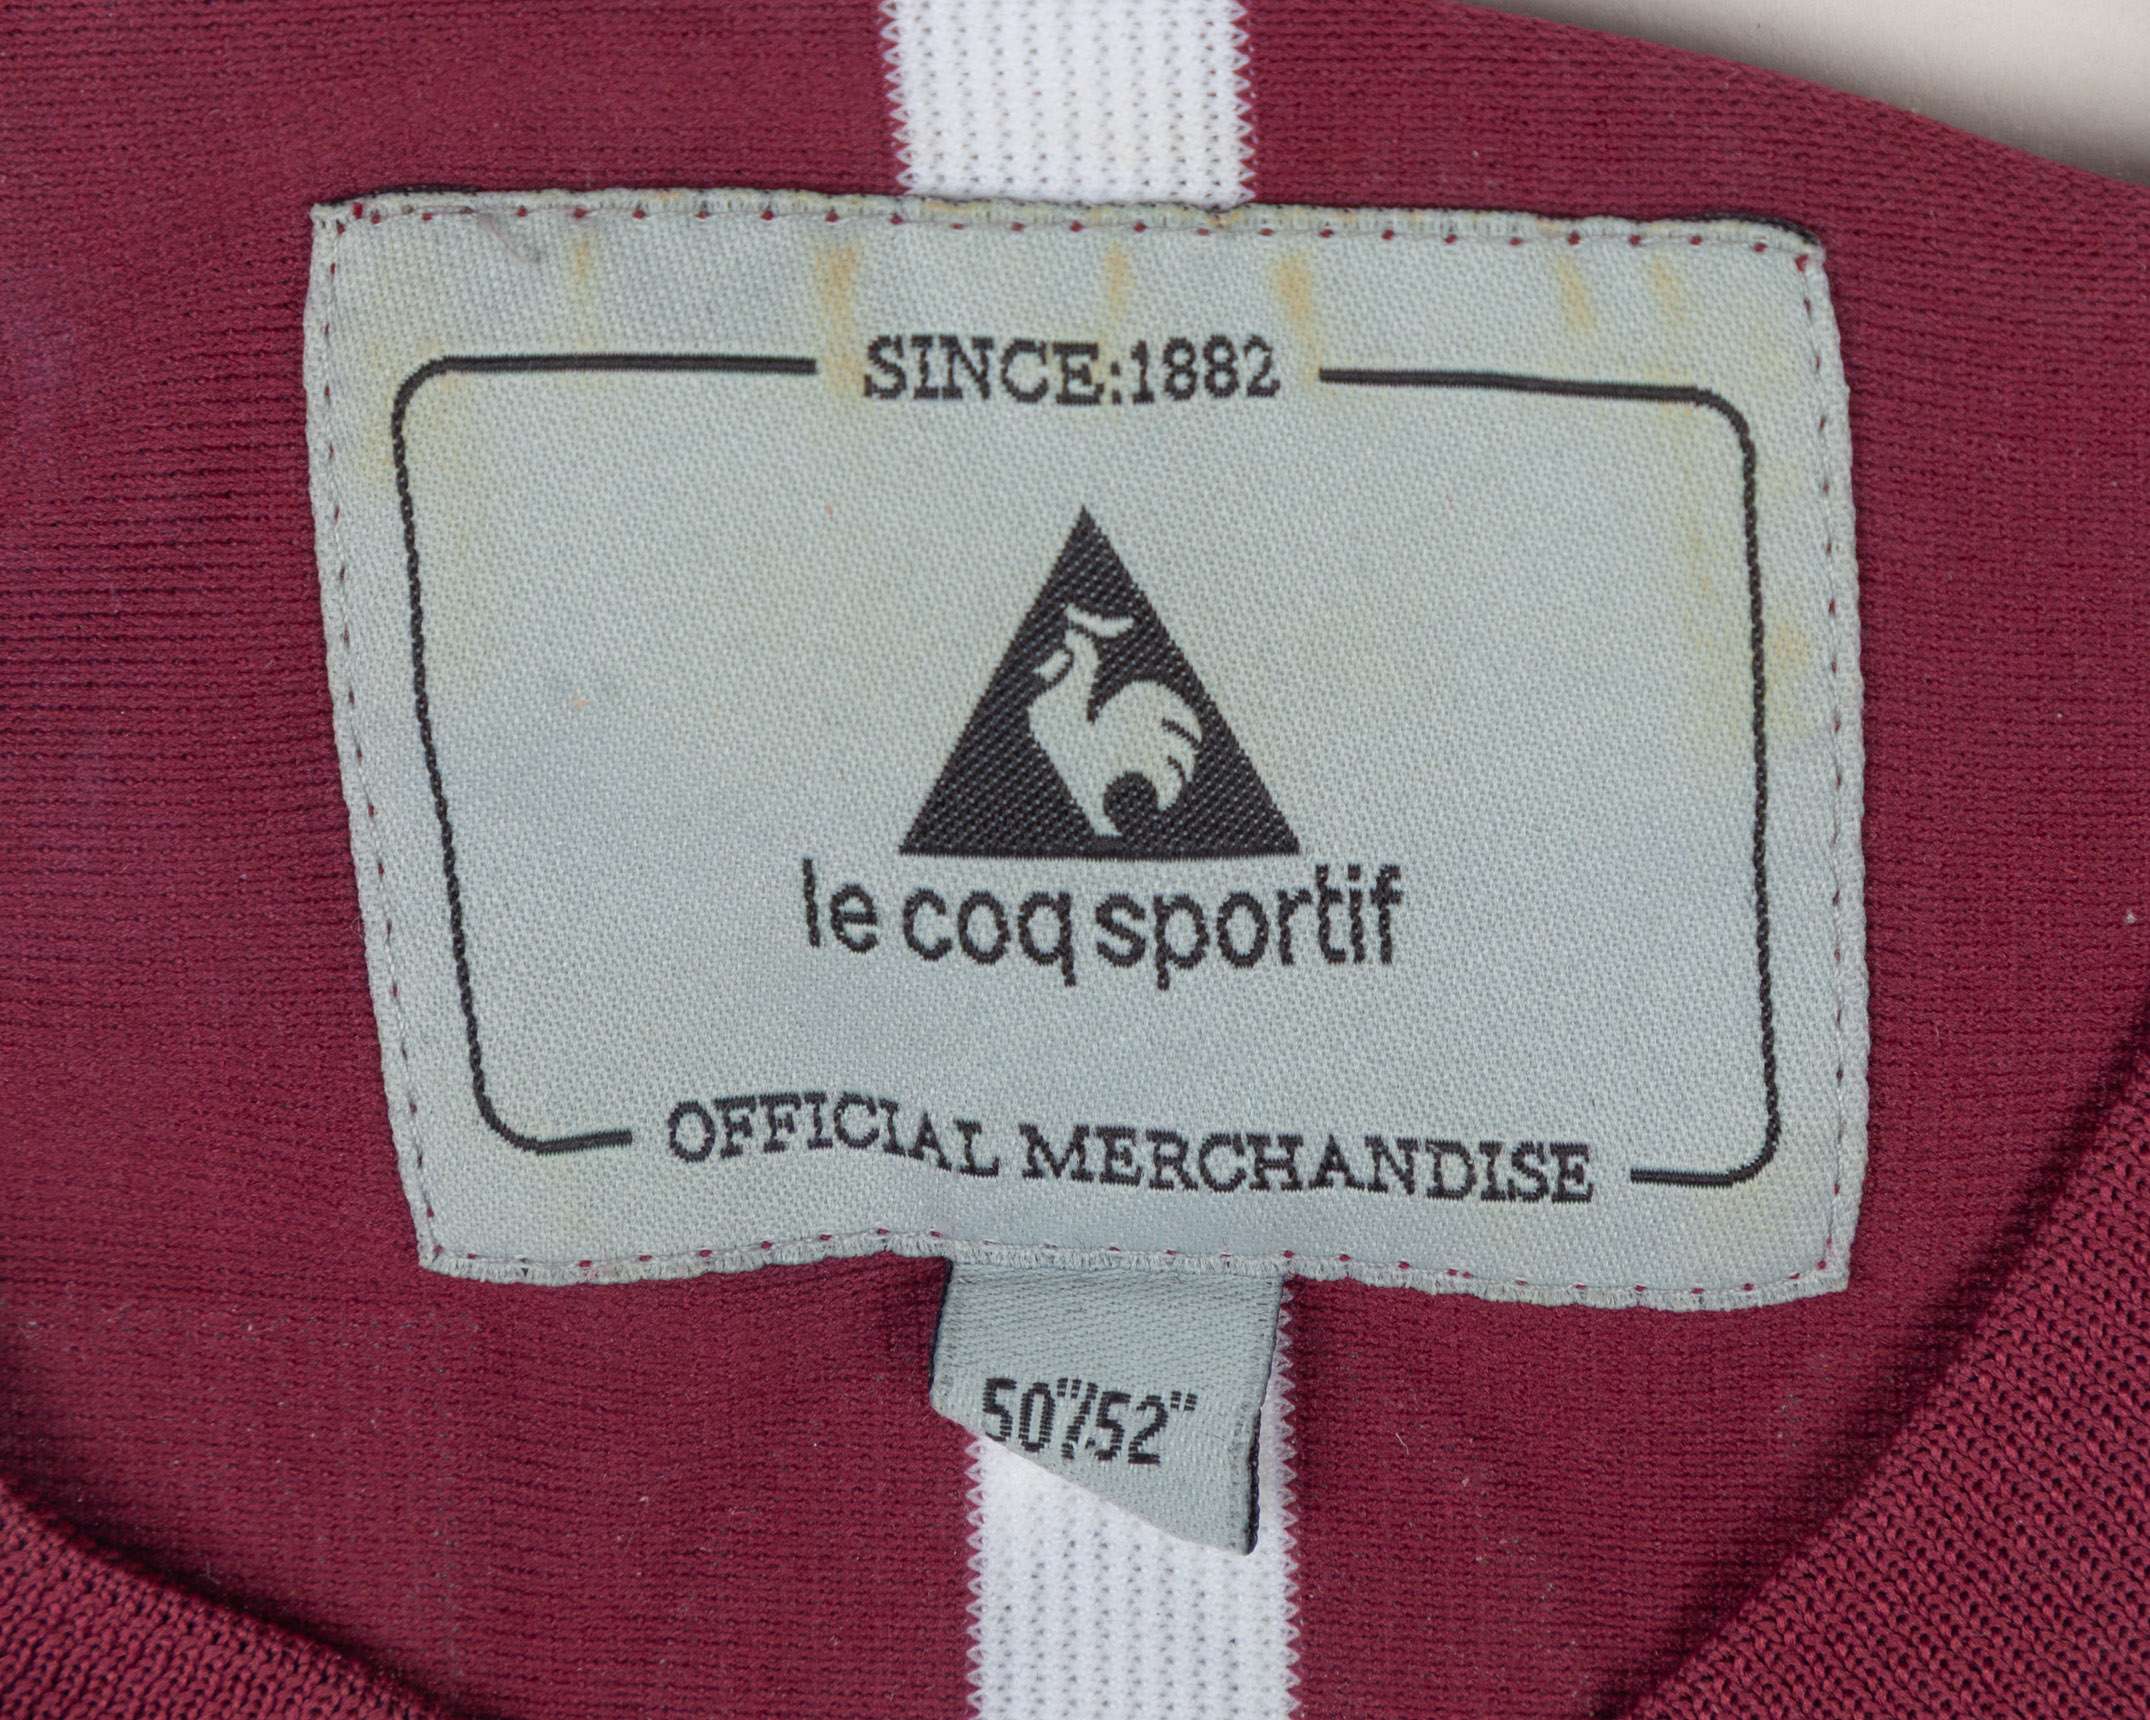 SINCE:1882
le coq sportif
OFFICIAL MERCHANDISE
50"/52"